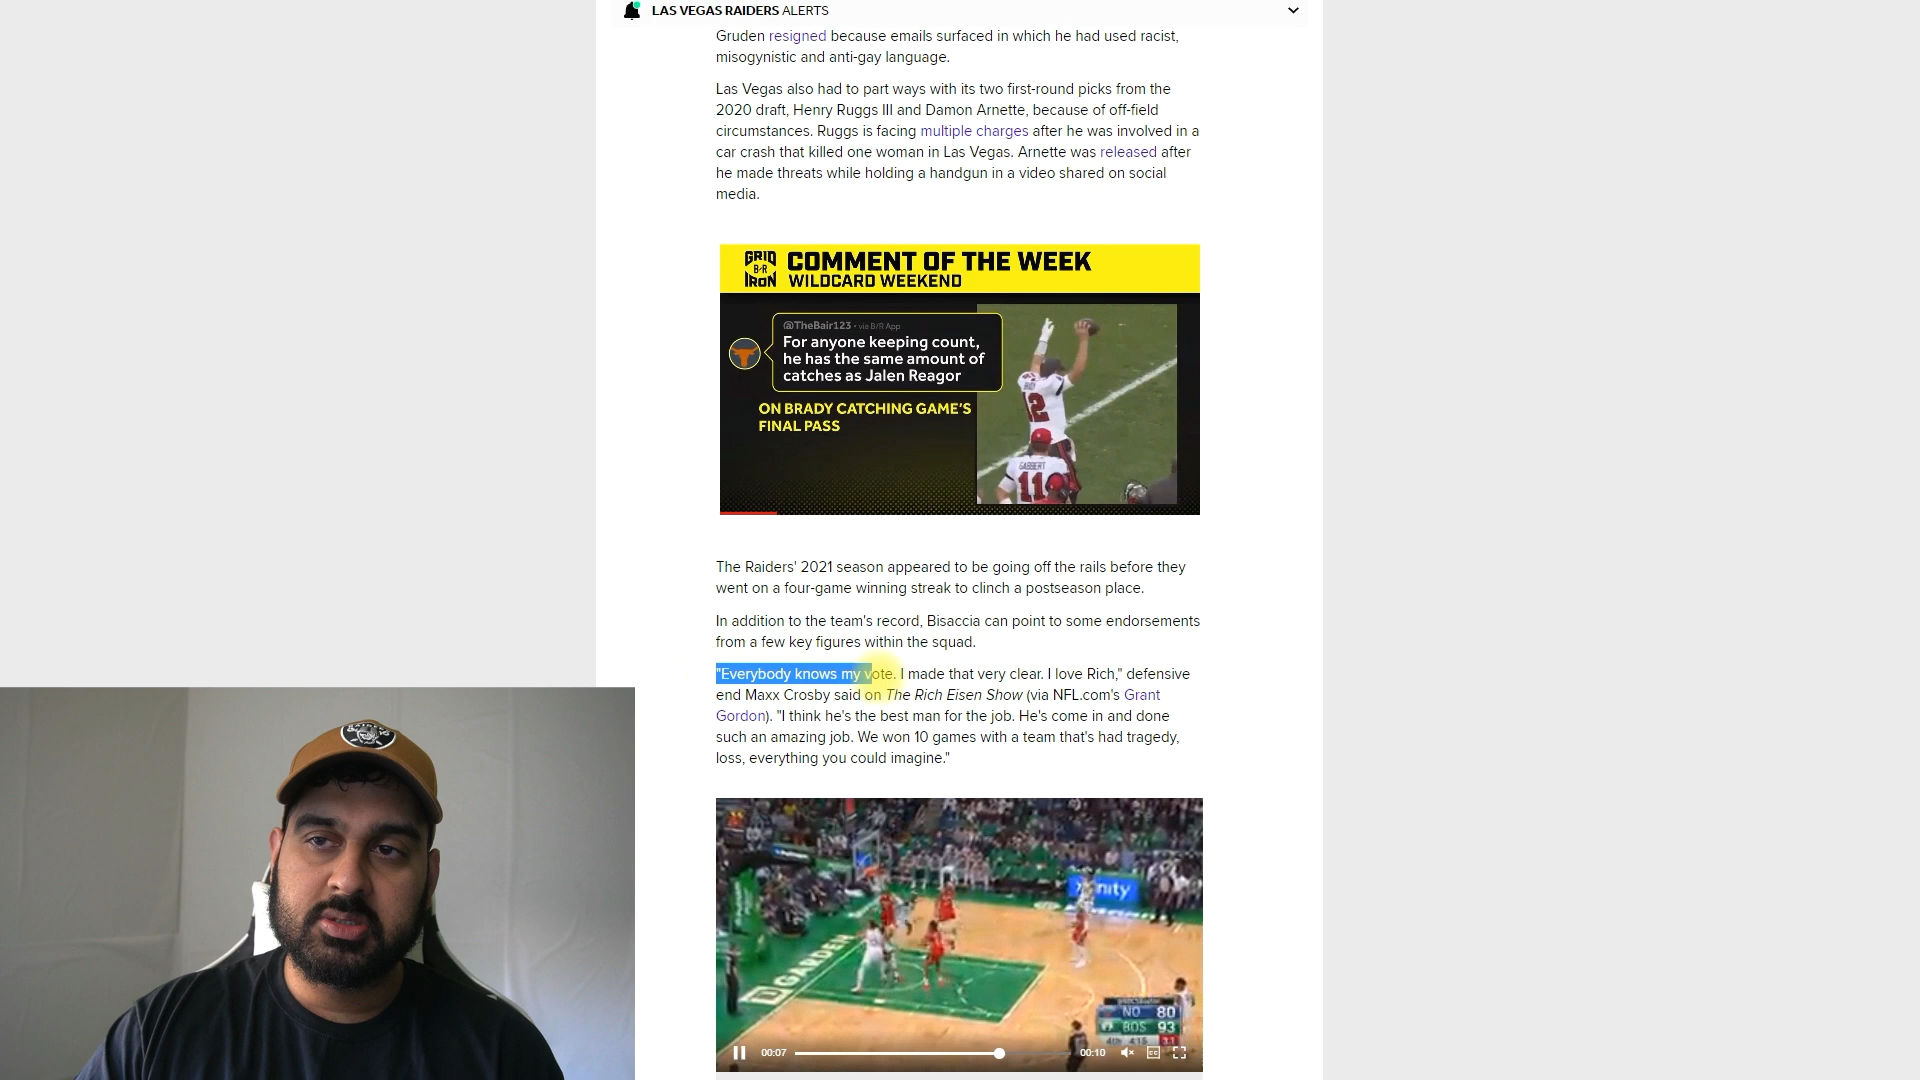 LAS VEGAS RAIDERS ALERTS
Gruden resigned because emails surfaced in which he had used racist,
misogynistic and anti-gay language.
Las Vegas also had to part ways with its two first-round picks from the
2020 draft, Henry Ruggs III and Damon Arnette, because of off-field
circumstances. Ruggs is facing multiple charges after he was involved in a
car crash that killed one woman in Las Vegas. Arnette was released after
he made threats while holding a handgun in a video shared on social
media.
GRID
B·R
IRON
COMMENT OF THE WEEK
WILDCARD WEEKEND
@TheBair123 • via B/R App
For anyone keeping count,
he has the same amount of
catches as Jalen Reagor
ON BRADY CATCHING GAME'S
FINAL PASS
12
GABBERT
11
The Raiders' 2021 season appeared to be going off the rails before they
went on a four-game winning streak to clinch a postseason place.
In addition to the team's record, Bisaccia can point to some endorsements
from a few key figures within the squad.
"Everybody knows my vote. I made that very clear. I love Rich," defensive
end Maxx Crosby said on The Rich Eisen Show (via NFL.com's Grant
Gordon). "I think he's the best man for the job. He's come in and done
such an amazing job. We won 10 games with a team that's had tragedy,
loss, everything you could imagine."
RAIDERS
xfinity
TD GARDEN
NO 80
BOS 93
4th 4:15 3.1
00:07
00:10
CC